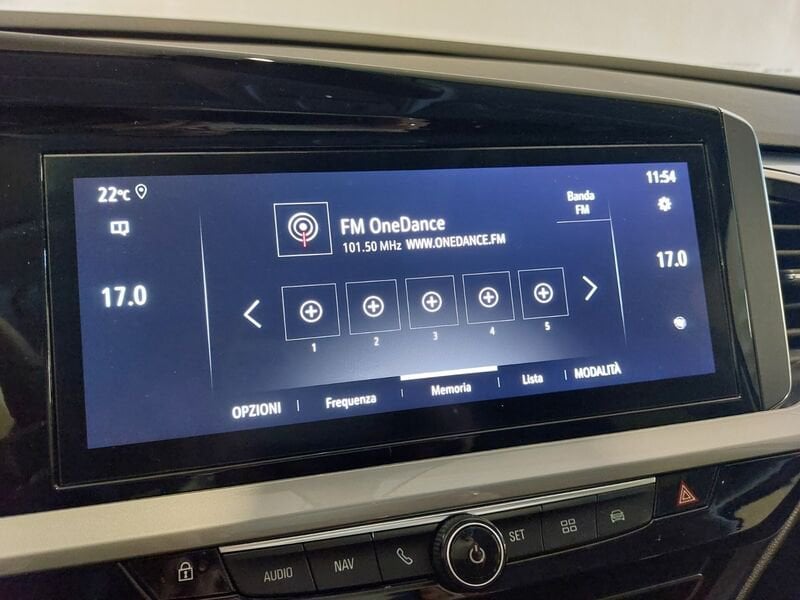 22°C
11:54
Banda
FM
FM OneDance
101.50 MHz WWW.ONEDANCE.FM
17.0
17.0
1 2 3 4 5
OPZIONI Frequenza Memoria Lista MODALITÀ
AUDIO NAV SET